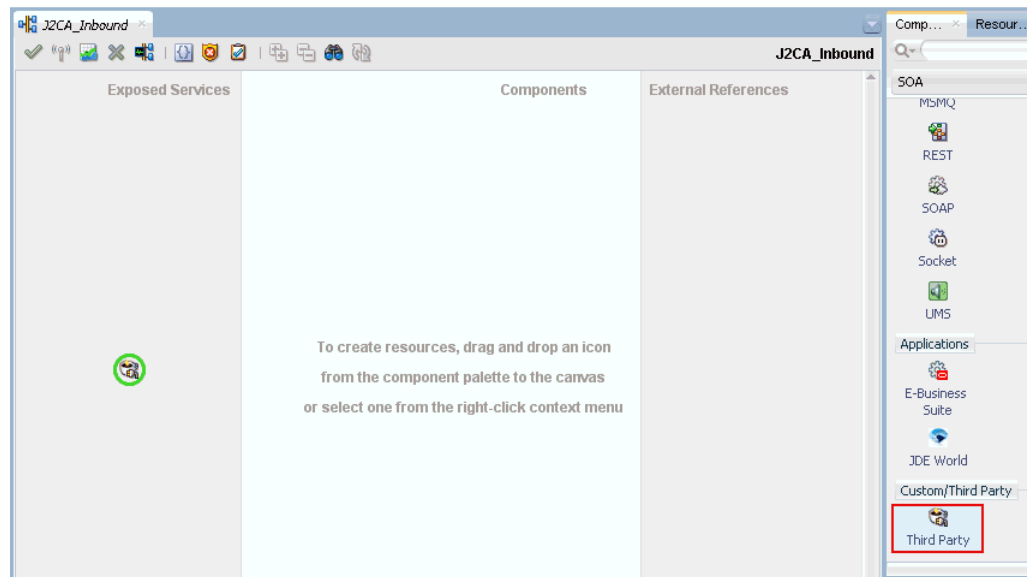 J2CA_Inbound
Comp...
Resour..
J2CA_Inbound
SOA
Exposed Services
Components
External References
MSMQ
REST
SOAP
Socket
UMS
To create resources, drag and drop an icon
from the component palette to the canvas
or select one from the right-click context menu
Applications
E-Business
Suite
JDE World
Custom/Third Party
Third Party